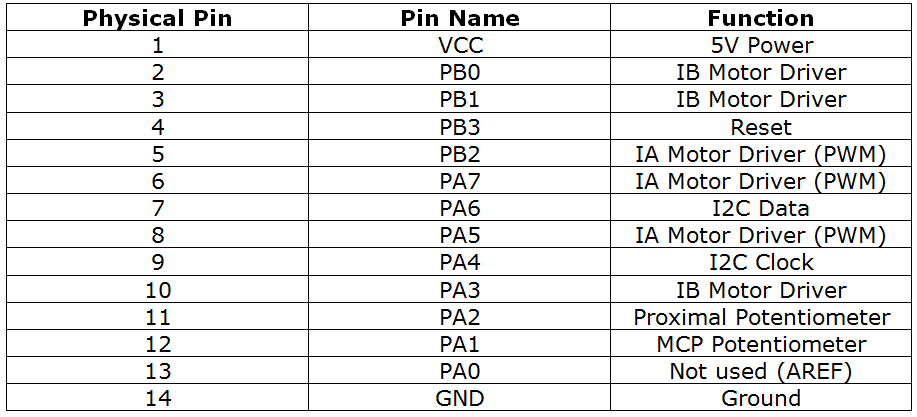 Physical Pin Pin Name Function
1 VCC 5V Power
2 PB0 IB Motor Driver
3 PB1 IB Motor Driver
4 PB3 Reset
5 PB2 IA Motor Driver (PWM)
6 PA7 IA Motor Driver (PWM)
7 PA6 I2C Data
8 PA5 IA Motor Driver (PWM)
9 PA4 I2C Clock
10 PA3 IB Motor Driver
11 PA2 Proximal Potentiometer
12 PA1 MCP Potentiometer
13 PA0 Not used (AREF)
14 GND Ground